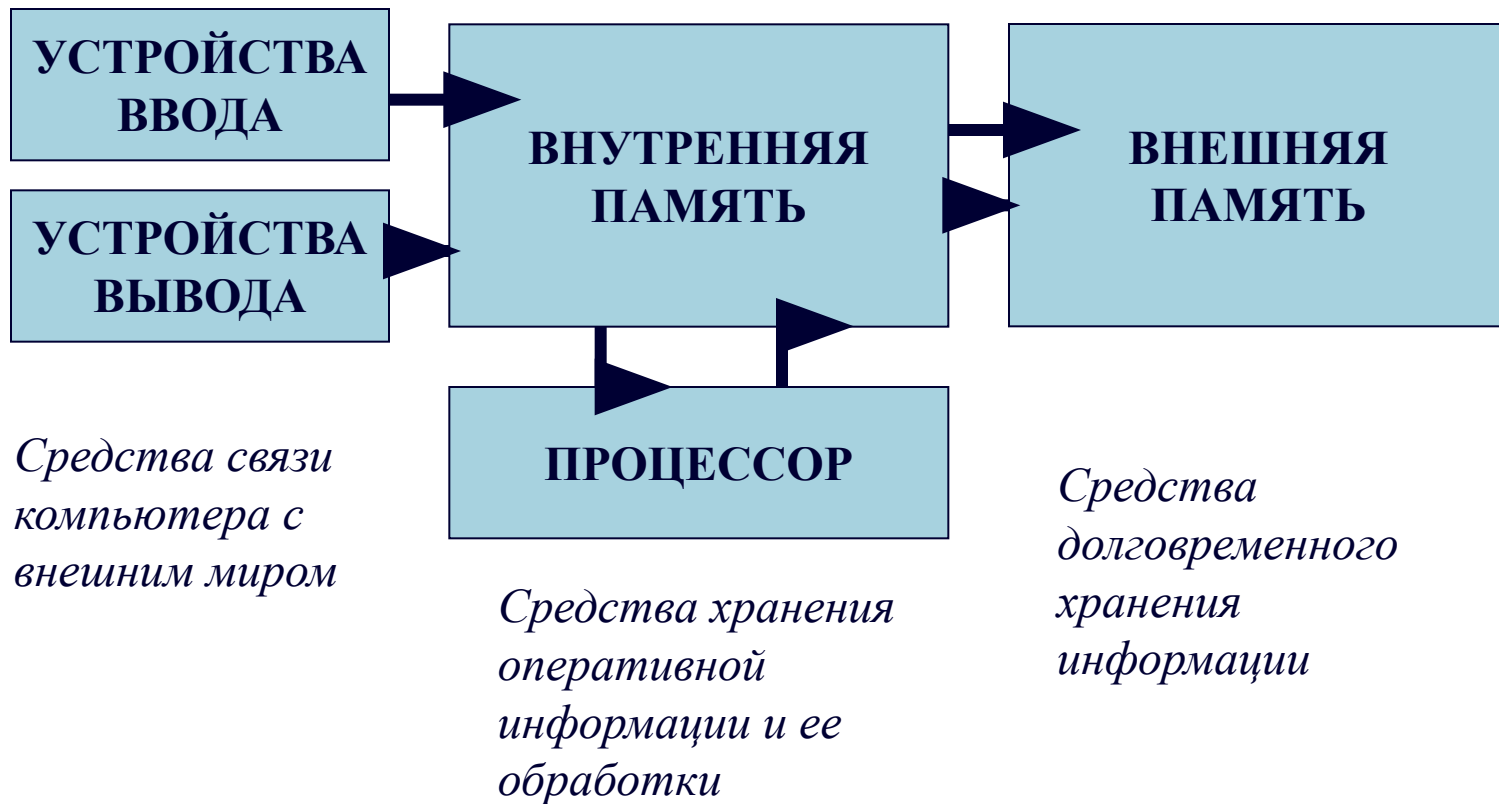 УСТРОЙСТВА
ВВОДА
УСТРОЙСТВА
ВЫВОДА
ВНУТРЕННЯЯ
ПАМЯТЬ
ВНЕШНЯЯ
ПАМЯТЬ
ПРОЦЕССОР
Средства связи
компьютера с
внешним миром
Средства хранения
оперативной
информации и ее
обработки
Средства
долговременного
хранения
информации